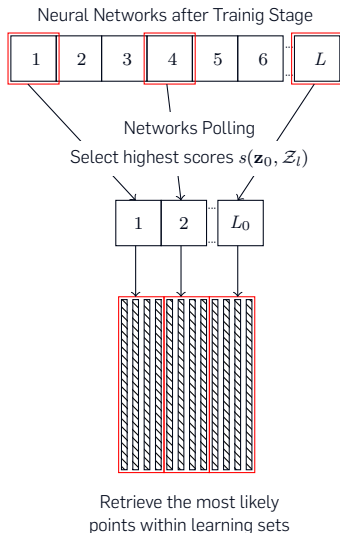 Neural Networks after Trainig Stage
1 2 3 4 5 6 ... L
Networks Polling
Select highest scores s(𝐳₀, 𝒵ₗ)
1 2 ... L₀
Retrieve the most likely
points within learning sets